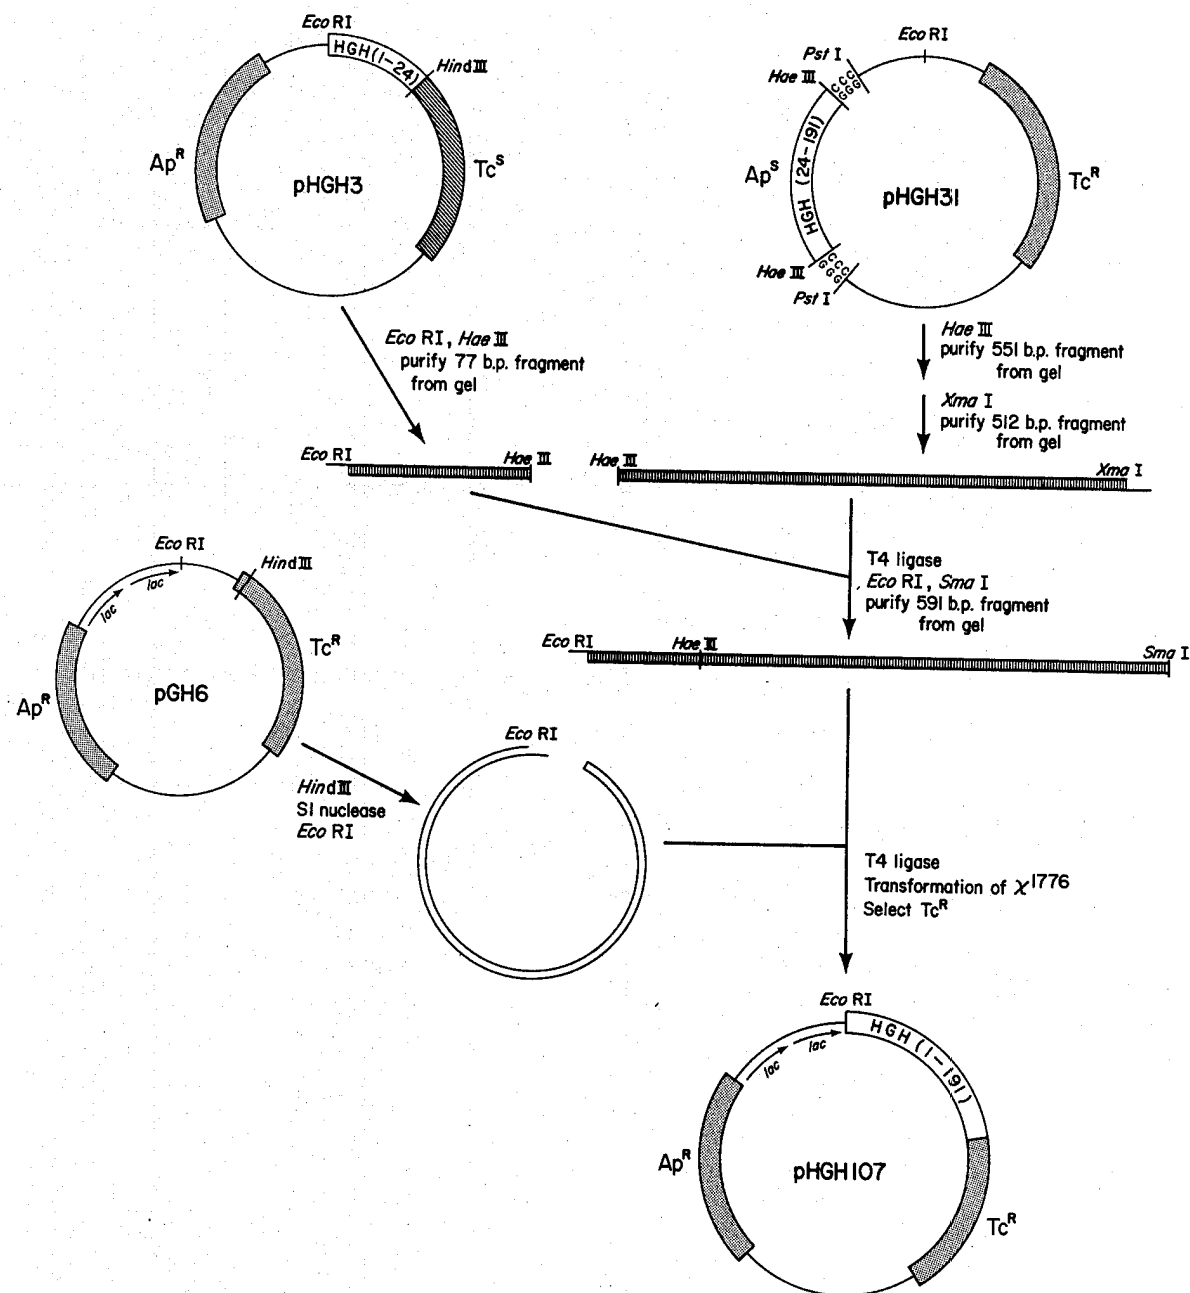 Eco RI
HGH(1-24)
Hind III
Ap^R
Tc^S
pHGH3
Eco RI
Pst I
Hae III
CCC
GGG
HGH (24-191)
Ap^S
Tc^R
pHGH31
Hae III
CCC
GGG
Pst I
Eco RI, Hae III
purify 77 b.p. fragment
from gel
Hae III
purify 551 b.p. fragment
from gel
Xma I
purify 512 b.p. fragment
from gel
Eco RI
Hae III
Hae III
Xma I
Eco RI
Hind III
lac
lac
Tc^R
pGH6
Ap^R
T4 ligase
Eco RI, Sma I
purify 591 b.p. fragment
from gel
Eco RI
Hae III
Sma I
Hind III
S1 nuclease
Eco RI
Eco RI
T4 ligase
Transformation of χ1776
Select Tc^R
Eco RI
HGH (1-191)
lac
lac
Ap^R
pHGH107
Tc^R